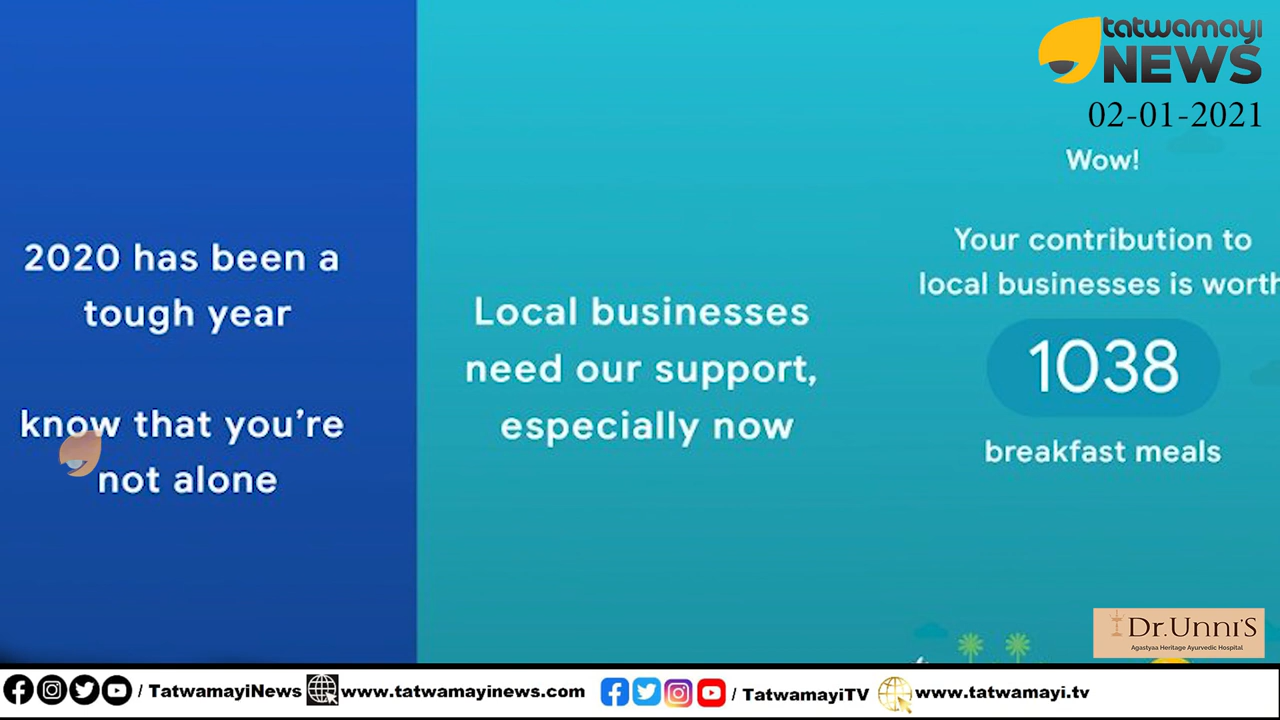 tatwamayi
NEWS
02-01-2021
2020 has been a
tough year
know that you're
not alone
Local businesses
need our support,
especially now
Wow!
Your contribution to
local businesses is worth
1038
breakfast meals
Dr.Unni'S
Agastyaa Heritage Ayurvedic Hospital
/ TatwamayiNews www.tatwamayinews.com / TatwamayiTV www.tatwamayi.tv